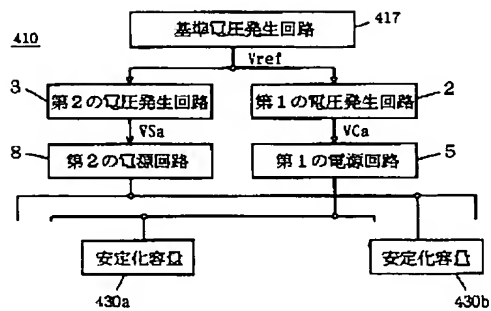 410
基準電圧発生回路
417
Vref
3
第2の電圧発生回路
第1の電圧発生回路
2
VSa
VCa
8
第2の電源回路
第1の電源回路
5
安定化容量
安定化容量
430a
430b